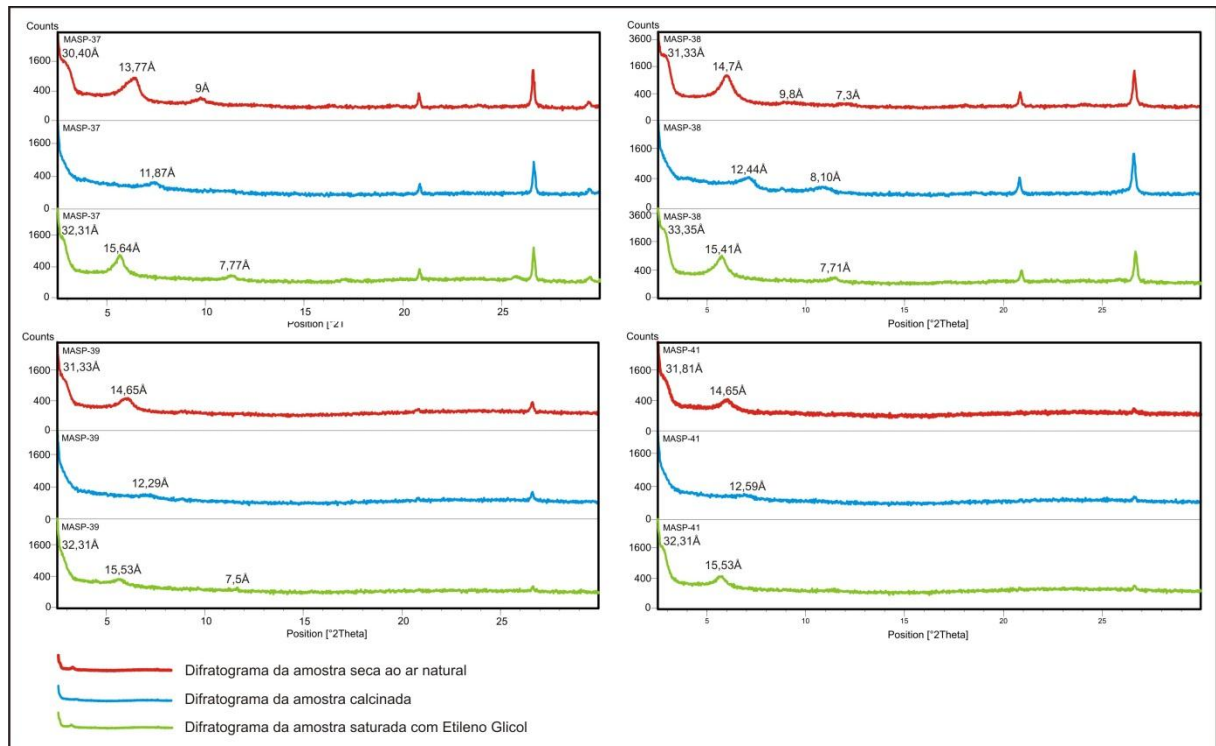 Counts
MASP-37
30,40Å
1600
13,77Å
9Å
400
0
MASP-37
1600
11,87Å
400
0
MASP-37
32,31Å
1600
15,64Å
7,77Å
400
0
5
10
15
20
25
Position [°2T
Counts
3600
MASP-38
31,33Å
1600
14,7Å
9,8Å
7,3Å
400
0
MASP-38
1600
12,44Å
8,10Å
400
0
3600
MASP-38
33,35Å
1600
15,41Å
7,71Å
400
0
5
10
15
20
25
Position [°2Theta]
Counts
MASP-39
31,33Å
1600
14,65Å
400
0
MASP-39
1600
12,29Å
400
0
MASP-39
32,31Å
1600
15,53Å
7,5Å
400
0
5
10
15
20
25
Position [°2Theta]
Counts
MASP-41
31,81Å
1600
14,65Å
400
0
MASP-41
1600
12,59Å
400
0
MASP-41
32,31Å
1600
15,53Å
400
0
5
10
15
20
25
Position [°2Theta]
Difratograma da amostra seca ao ar natural
Difratograma da amostra calcinada
Difratograma da amostra saturada com Etileno Glicol